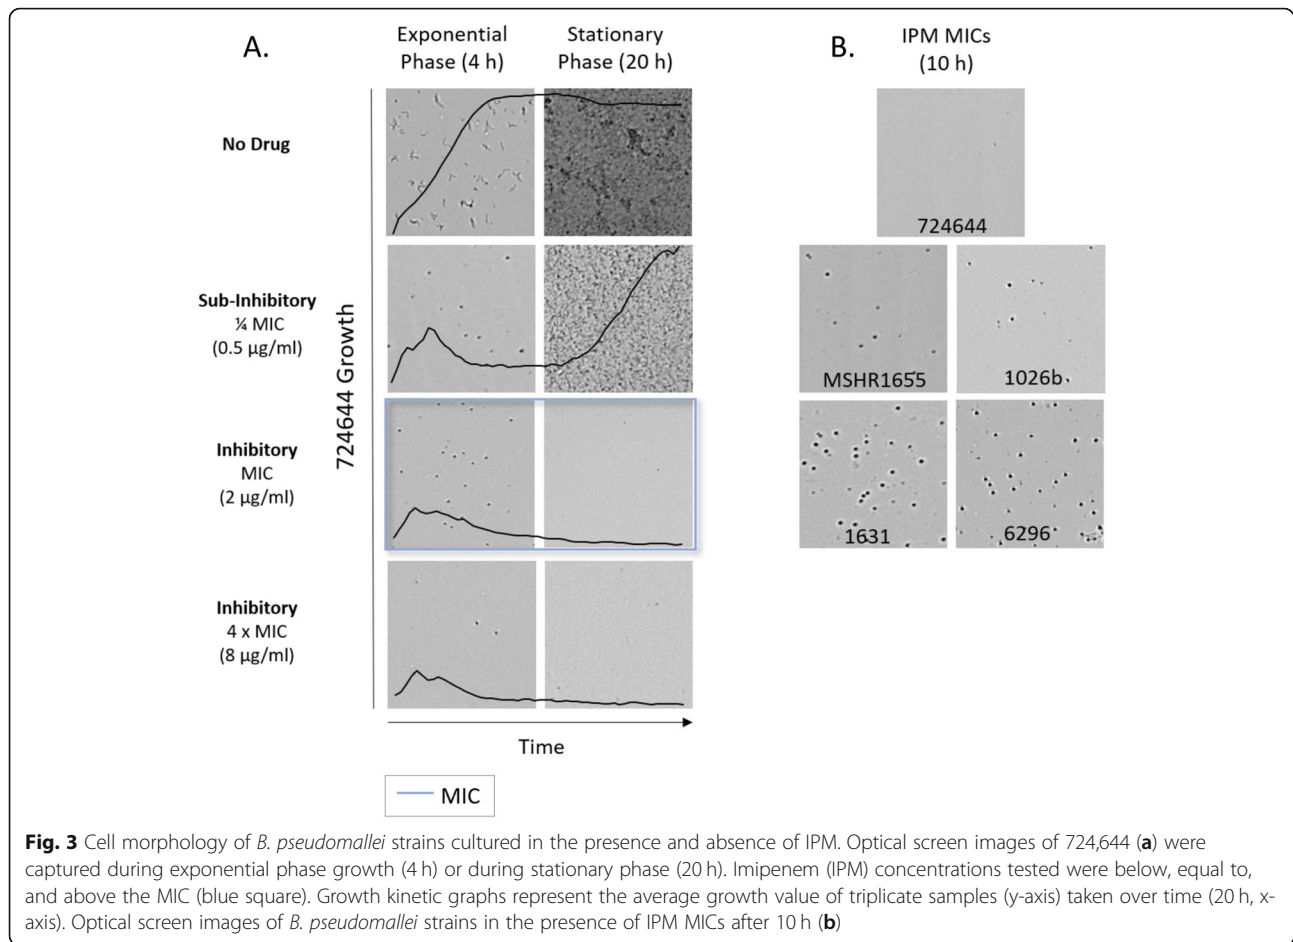 A.
Exponential
Phase (4 h)
Stationary
Phase (20 h)
B.
IPM MICs
(10 h)
No Drug
Sub-Inhibitory
¼ MIC
(0.5 µg/ml)
Inhibitory
MIC
(2 µg/ml)
Inhibitory
4 x MIC
(8 µg/ml)
724644 Growth
Time
MIC
724644
MSHR1655
1026b
1631
6296
Fig. 3 Cell morphology of B. pseudomallei strains cultured in the presence and absence of IPM. Optical screen images of 724,644 (a) were
captured during exponential phase growth (4 h) or during stationary phase (20 h). Imipenem (IPM) concentrations tested were below, equal to,
and above the MIC (blue square). Growth kinetic graphs represent the average growth value of triplicate samples (y-axis) taken over time (20 h, x-
axis). Optical screen images of B. pseudomallei strains in the presence of IPM MICs after 10 h (b)